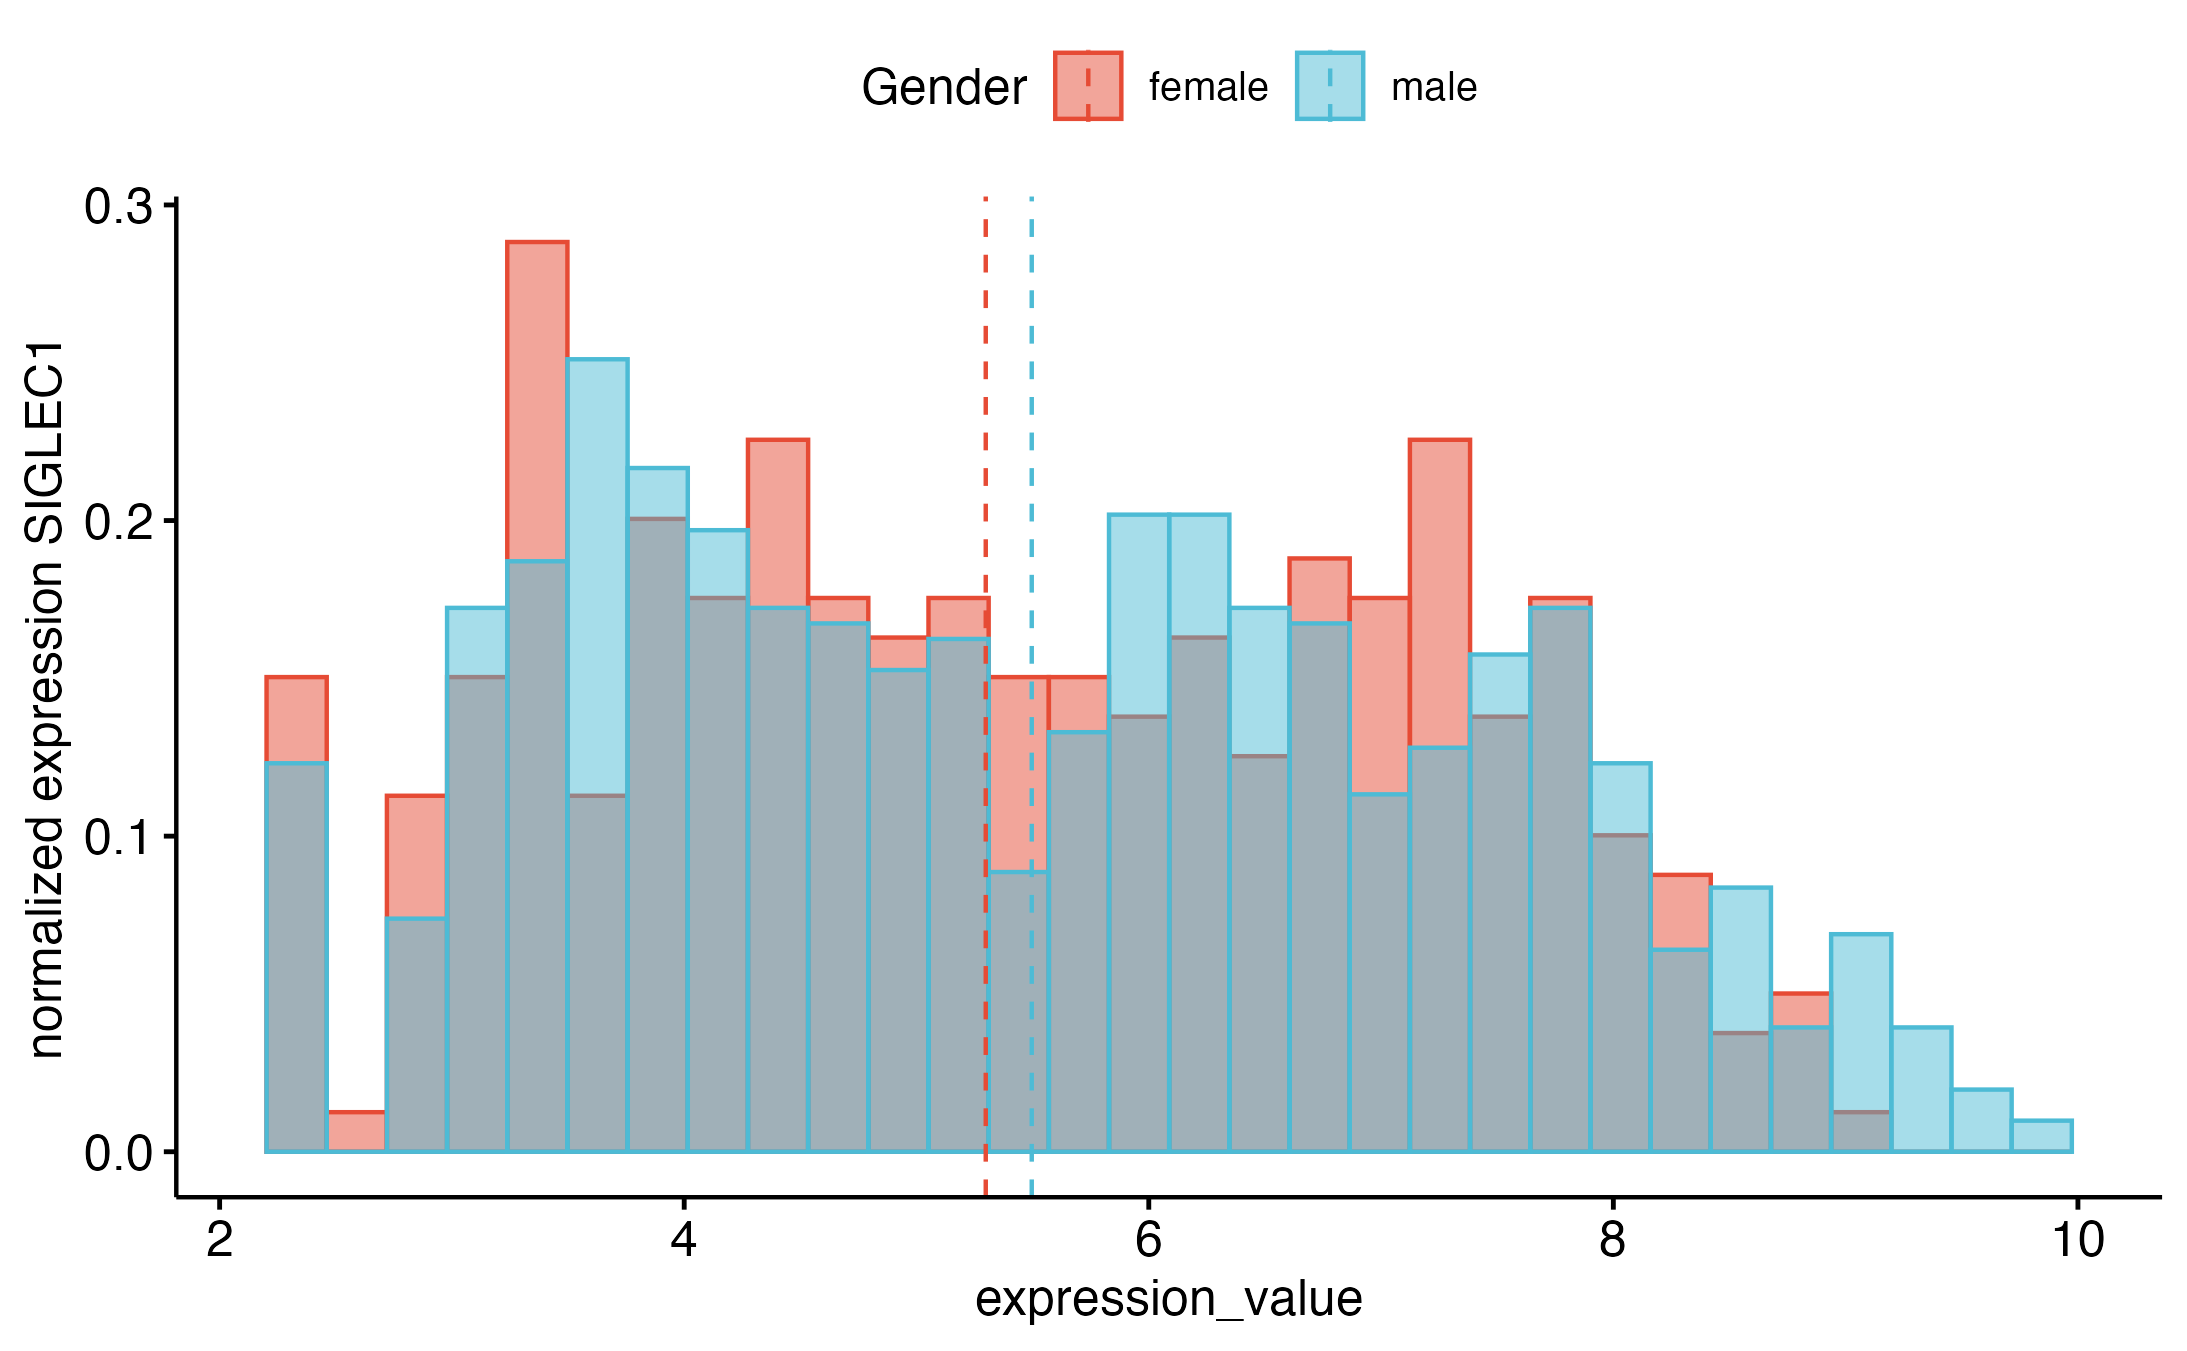 Gender female male
normalized expression SIGLEC1
0.3
0.2
0.1
0.0
2 4 6 8 10
expression_value